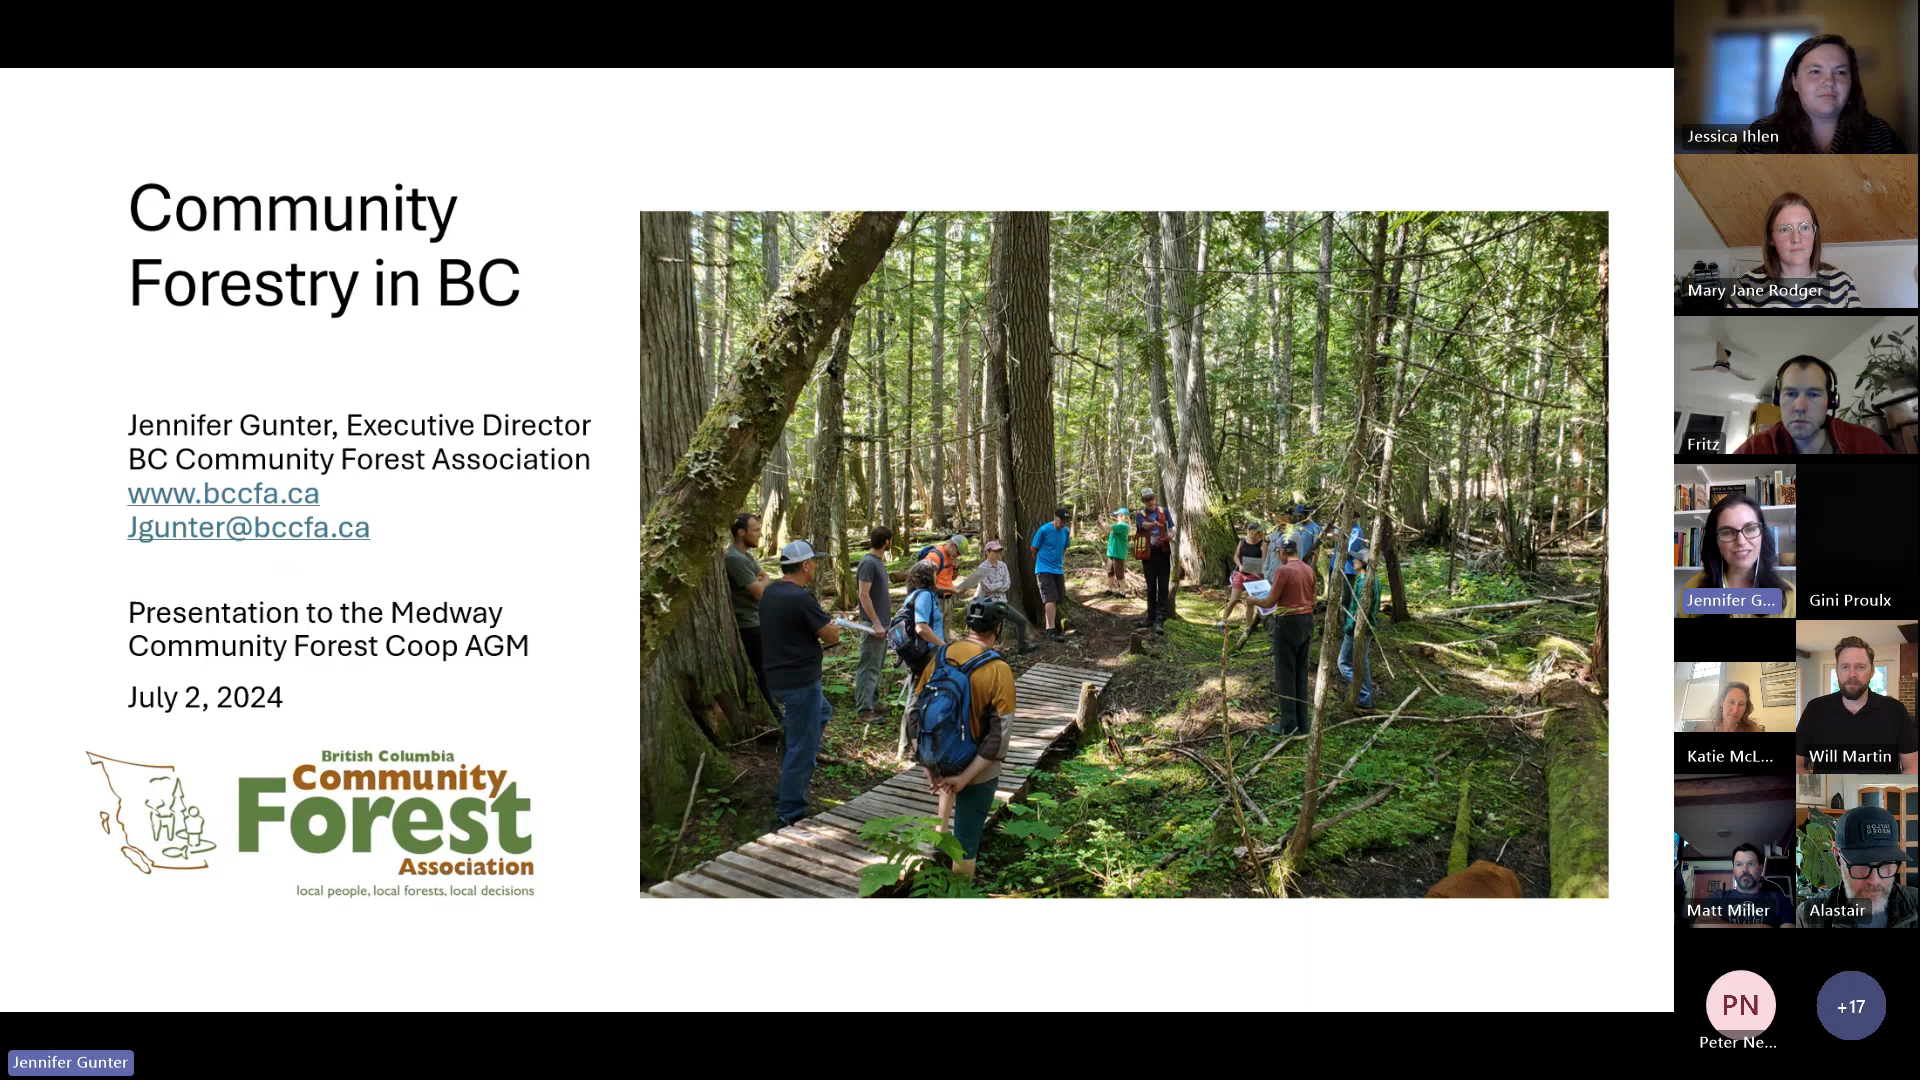 Community
Forestry in BC
Jennifer Gunter, Executive Director
BC Community Forest Association
www.bccfa.ca
Jgunter@bccfa.ca
Presentation to the Medway
Community Forest Coop AGM
July 2, 2024
British Columbia
Community
Forest
Association
local people, local forests, local decisions
Jennifer Gunter
Jessica Ihlen
Mary Jane Rodger
Fritz
Jennifer G...
Gini Proulx
Katie McL...
Will Martin
Matt Miller
Alastair
PN
Peter Ne...
+17